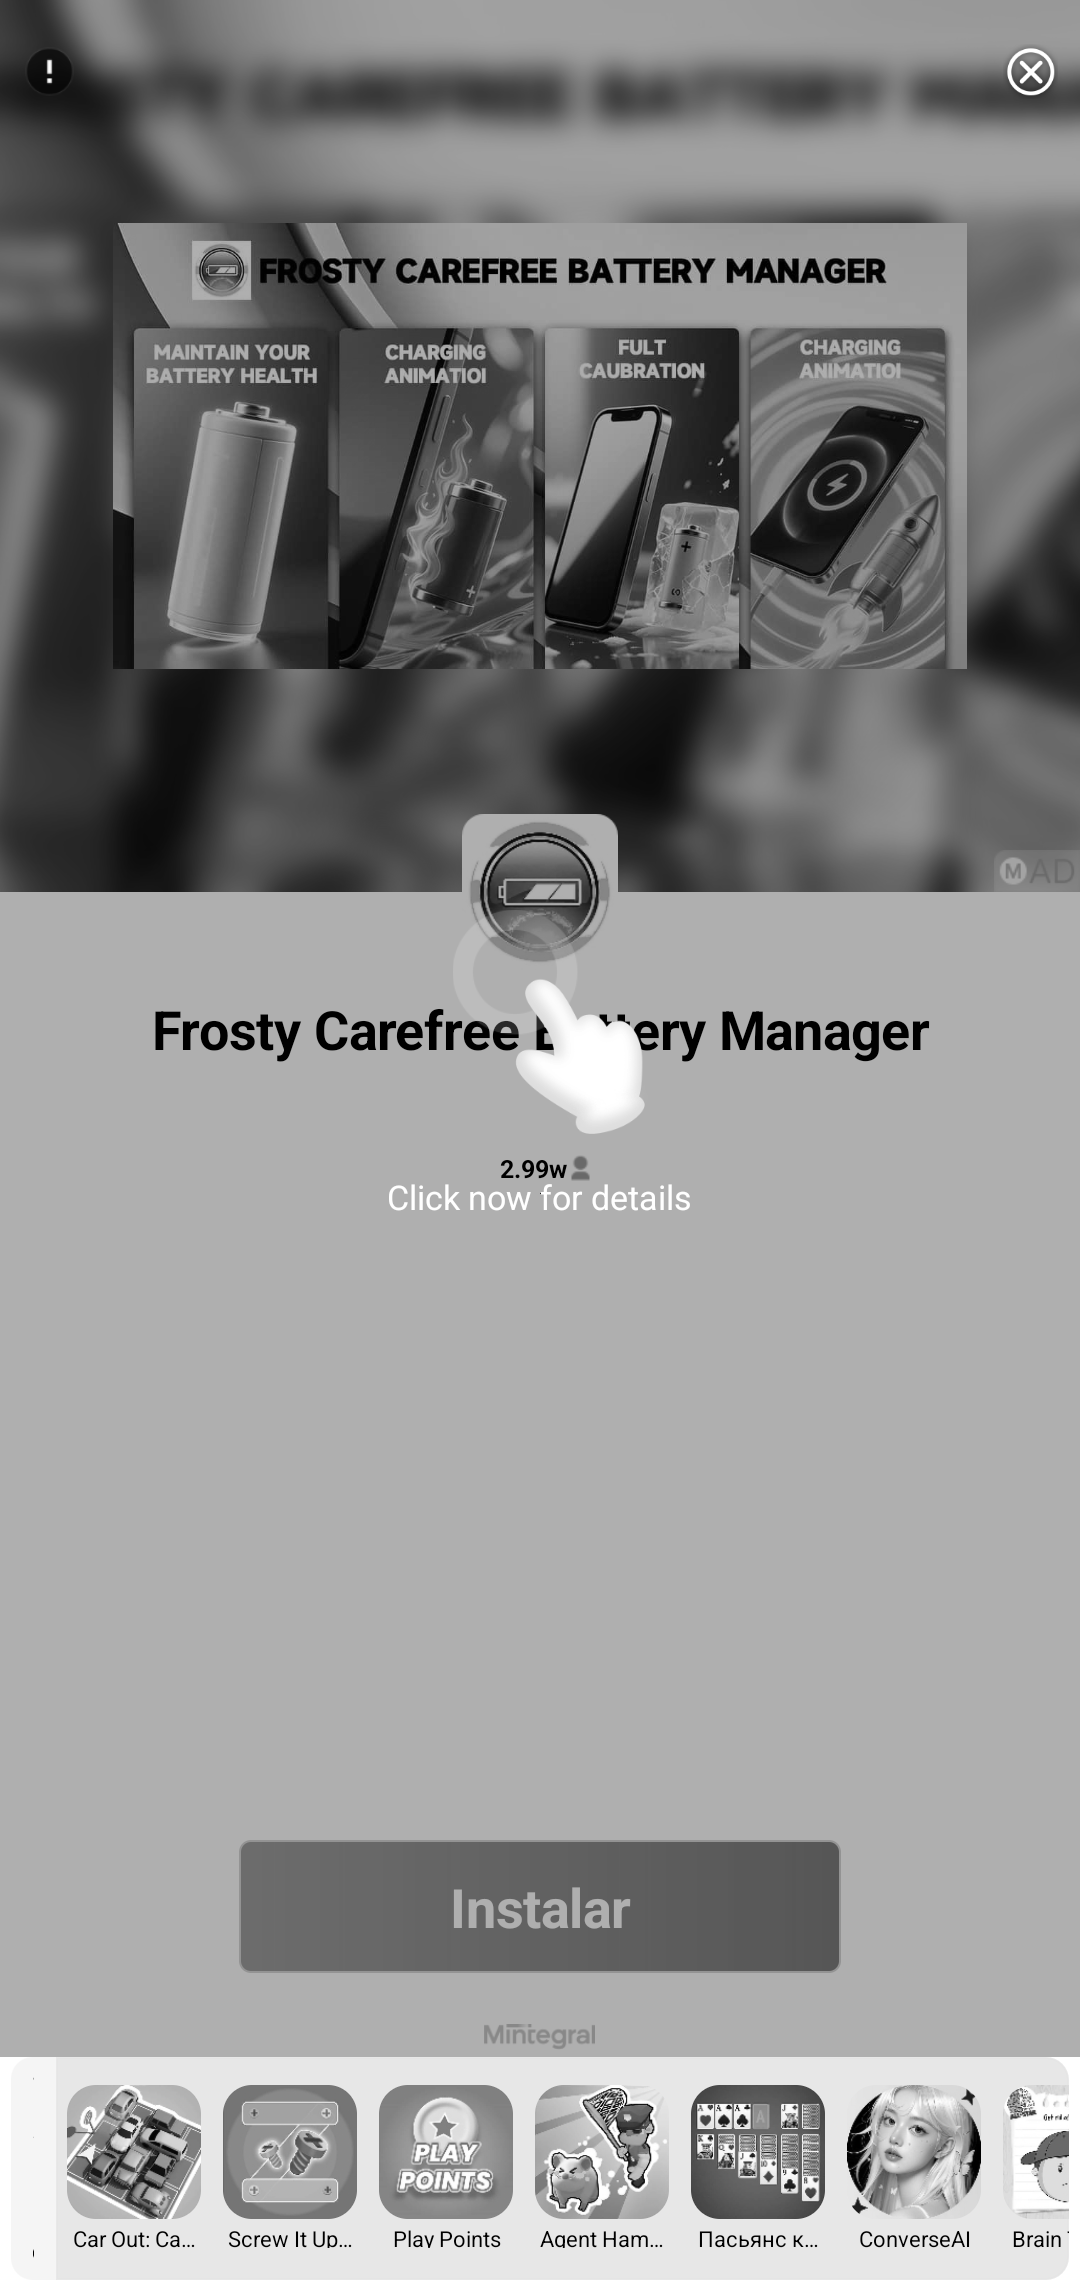 FROSTY CAREFREE BATTERY MANAGER
MAINTAIN YOUR
BATTERY HEALTH
CHARGING
ANIMATIOI
FULT
CAUBRATION
CHARGING
ANIMATIOI
M AD
Frosty Carefree Battery Manager
2.99w
Click now for details
Instalar
Mintegral
PLAY
POINTS
Car Out: Ca...
Screw It Up...
Play Points
Agent Ham...
Пасьянс к...
ConverseAI
Brain